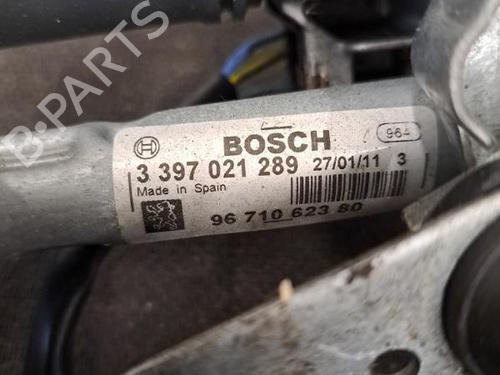 B-PARTS
BOSCH
964
3 397 021 289 27/01/11 3
Made in Spain
96 710 623 80